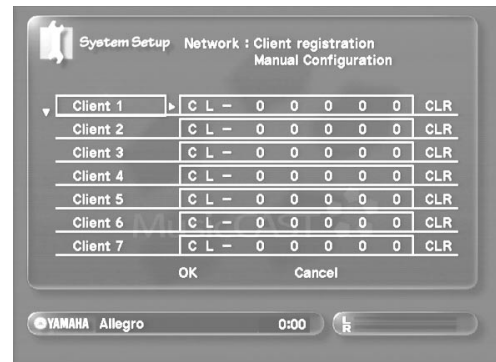 System Setup Network : Client registration
Manual Configuration
Client 1 C L – 0 0 0 0 0 CLR
Client 2 C L – 0 0 0 0 0 CLR
Client 3 C L – 0 0 0 0 0 CLR
Client 4 C L – 0 0 0 0 0 CLR
Client 5 C L – 0 0 0 0 0 CLR
Client 6 C L – 0 0 0 0 0 CLR
Client 7 C L – 0 0 0 0 0 CLR
MusicCAST
OK Cancel
YAMAHA Allegro 0:00 L
R